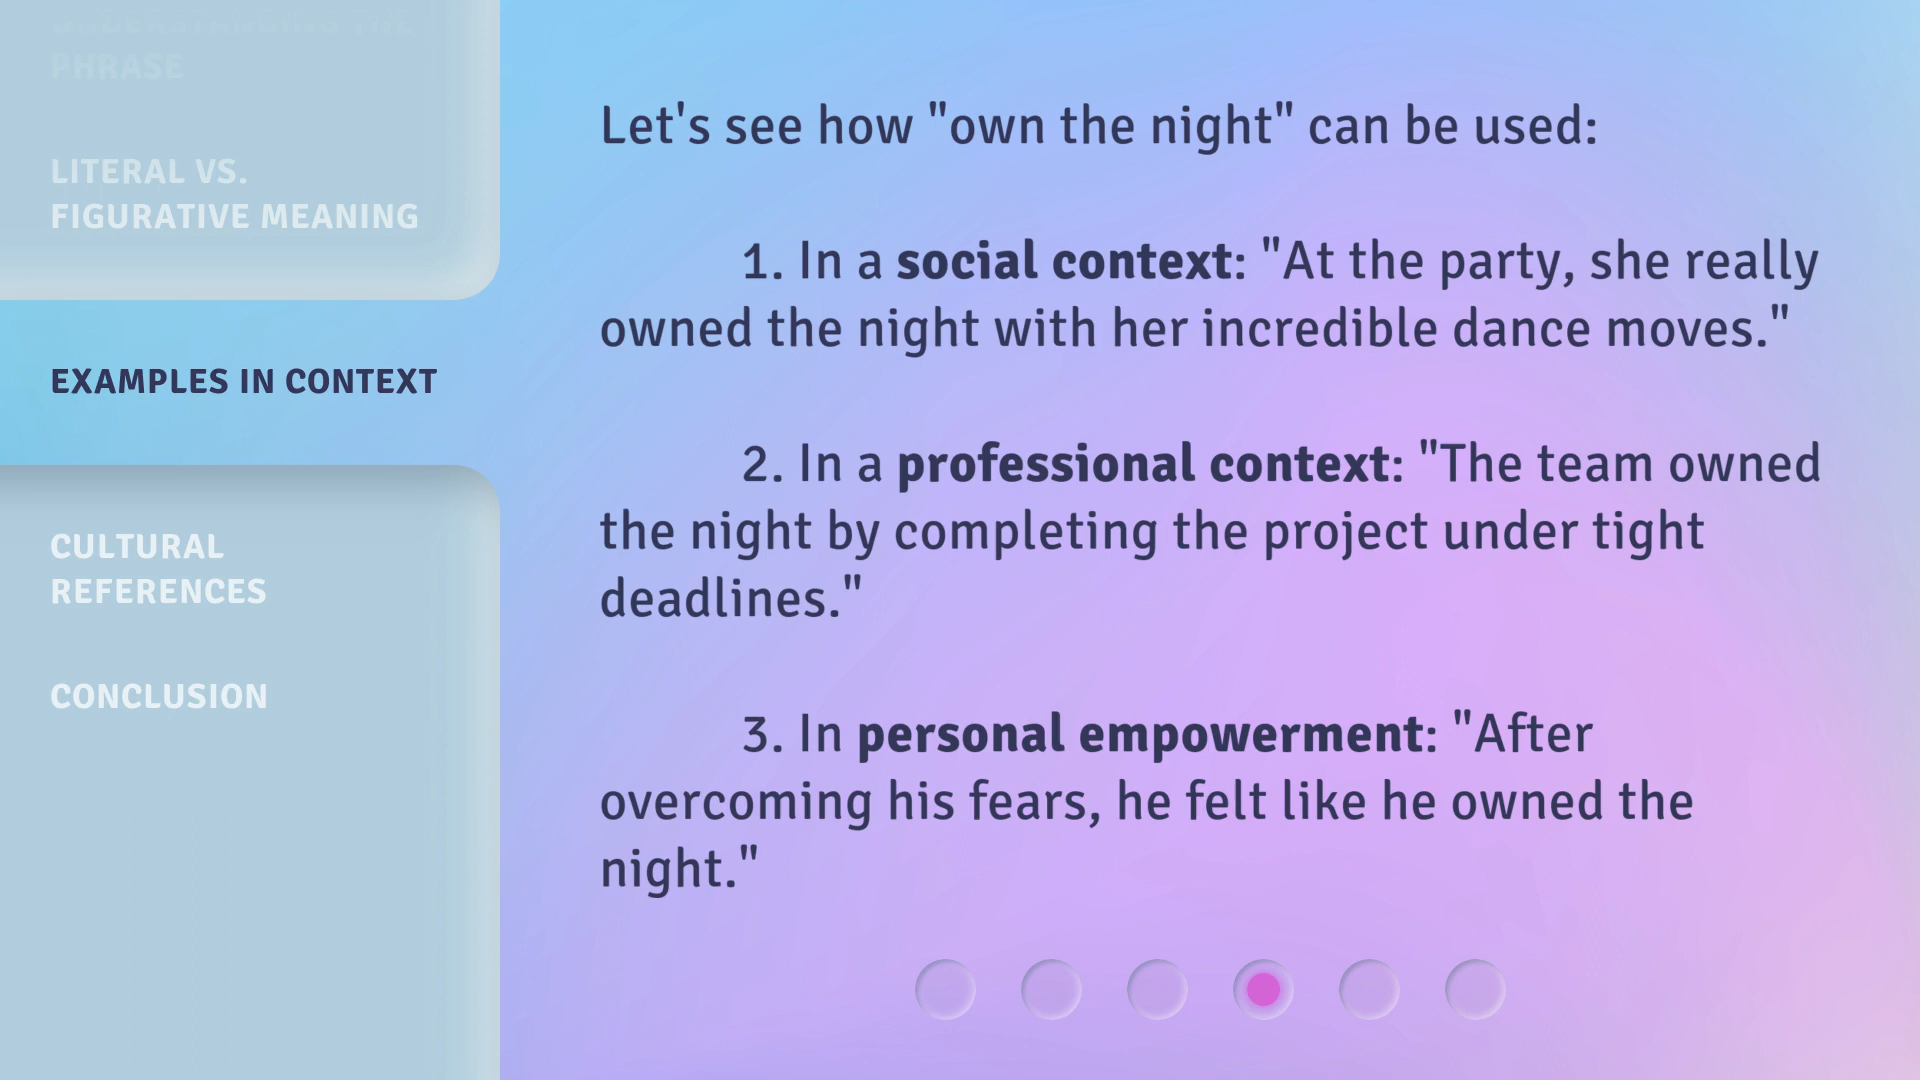 UNDERSTANDING THE
PHRASE
LITERAL VS.
FIGURATIVE MEANING
EXAMPLES IN CONTEXT
CULTURAL
REFERENCES
CONCLUSION
Let's see how "own the night" can be used:
1. In a social context: "At the party, she really
owned the night with her incredible dance moves."
2. In a professional context: "The team owned
the night by completing the project under tight
deadlines."
3. In personal empowerment: "After
overcoming his fears, he felt like he owned the
night."